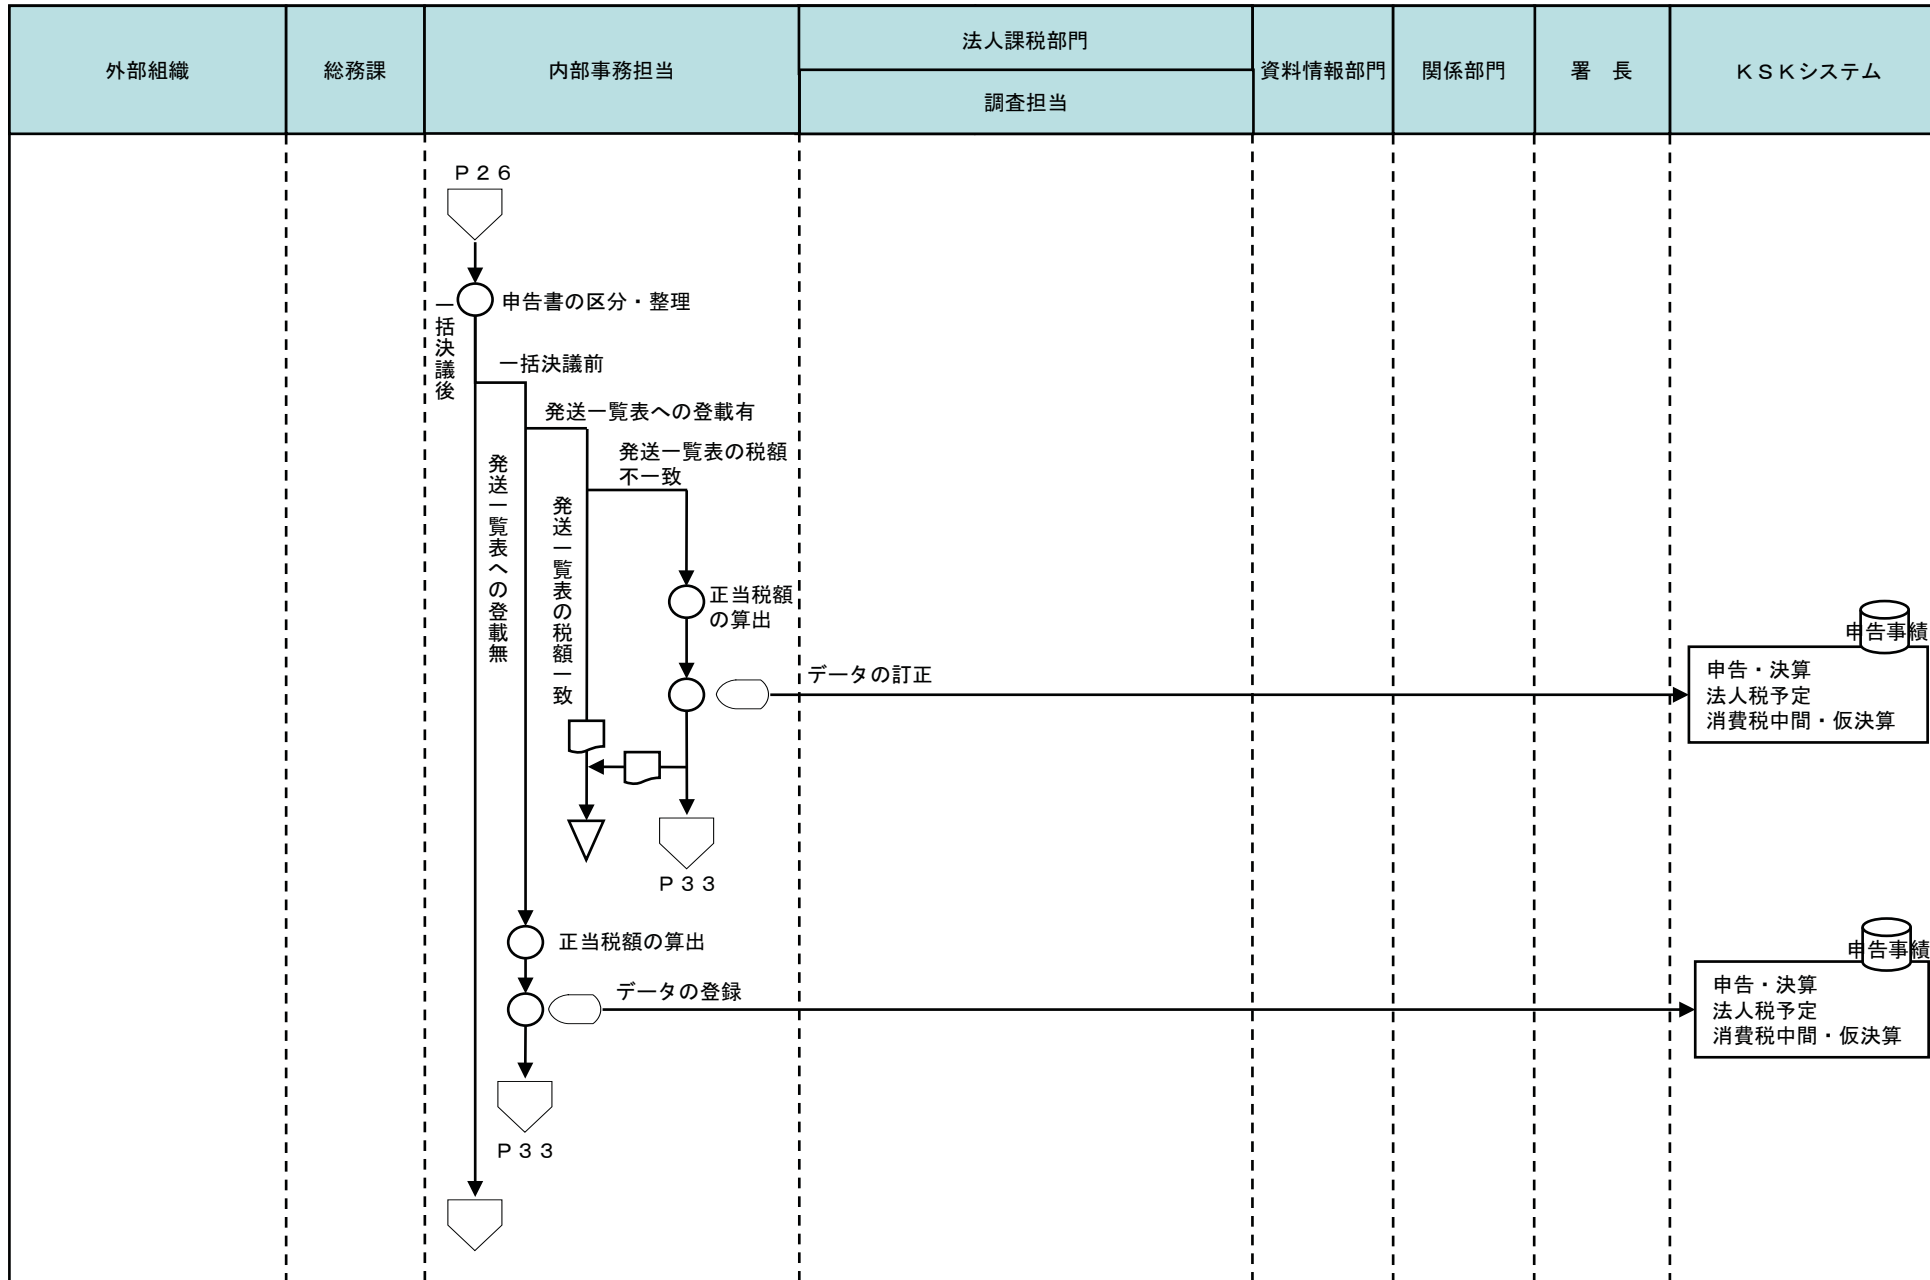 外部組織
総務課
内部事務担当
法人課税部門
調査担当
資料情報部門
関係部門
署　長
ＫＳＫシステム
Ｐ２６
申告書の区分・整理
一括決議後
一括決議前
発送一覧表への登載有
発送一覧表の税額
不一致
発送一覧表への登載無
発送一覧表の税額一致
正当税額
の算出
データの訂正
申告事績
申告・決算
法人税予定
消費税中間・仮決算
Ｐ３３
正当税額の算出
データの登録
申告事績
申告・決算
法人税予定
消費税中間・仮決算
Ｐ３３